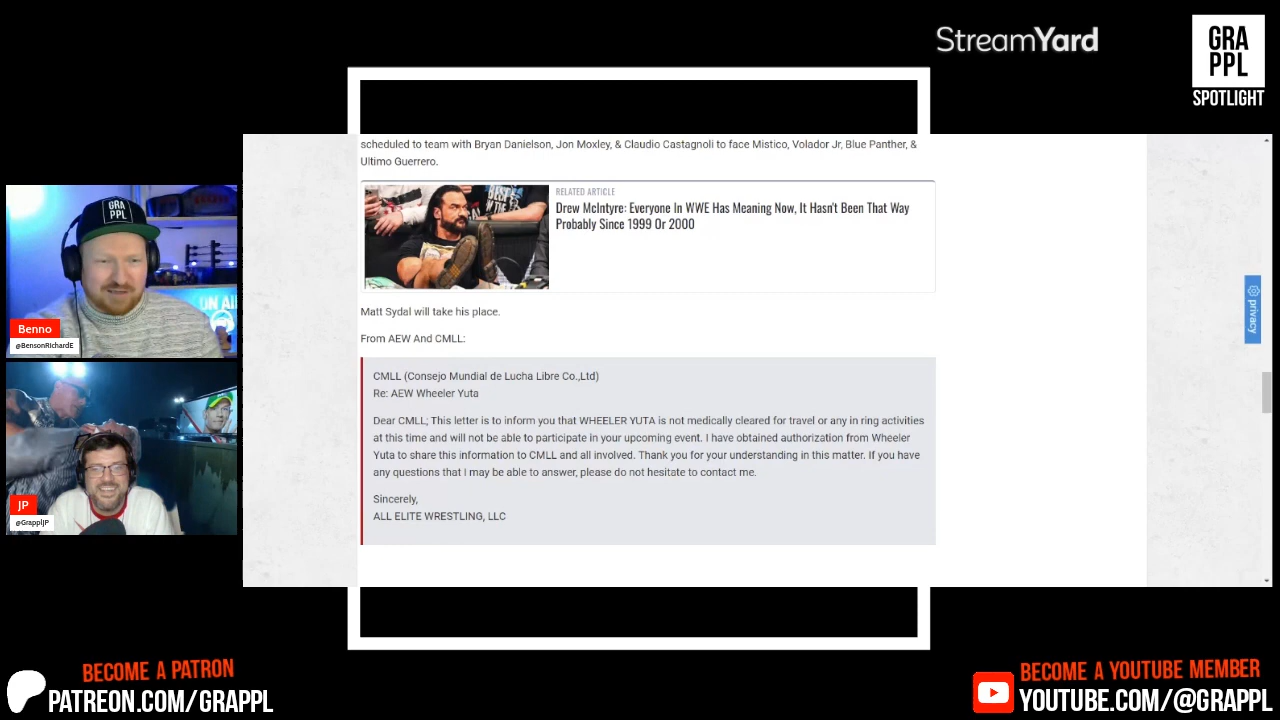 StreamYard
GRA
PPL
SPOTLIGHT
scheduled to team with Bryan Danielson, Jon Moxley, & Claudio Castagnoli to face Mistico, Volador Jr, Blue Panther, &
Ultimo Guerrero.
RELATED ARTICLE
Drew McIntyre: Everyone In WWE Has Meaning Now, It Hasn't Been That Way
Probably Since 1999 Or 2000
Matt Sydal will take his place.
From AEW And CMLL:
CMLL (Consejo Mundial de Lucha Libre Co.,Ltd)
Re: AEW Wheeler Yuta
Dear CMLL; This letter is to inform you that WHEELER YUTA is not medically cleared for travel or any in ring activities
at this time and will not be able to participate in your upcoming event. I have obtained authorization from Wheeler
Yuta to share this information to CMLL and all involved. Thank you for your understanding in this matter. If you have
any questions that I may be able to answer, please do not hesitate to contact me.
Sincerely,
ALL ELITE WRESTLING, LLC
privacy
GRA
PPL
ON AI
Benno
@BensonRichardE
JP
@GrapplJP
BECOME A PATRON
PATREON.COM/GRAPPL
BECOME A YOUTUBE MEMBER
YOUTUBE.COM/@GRAPPL